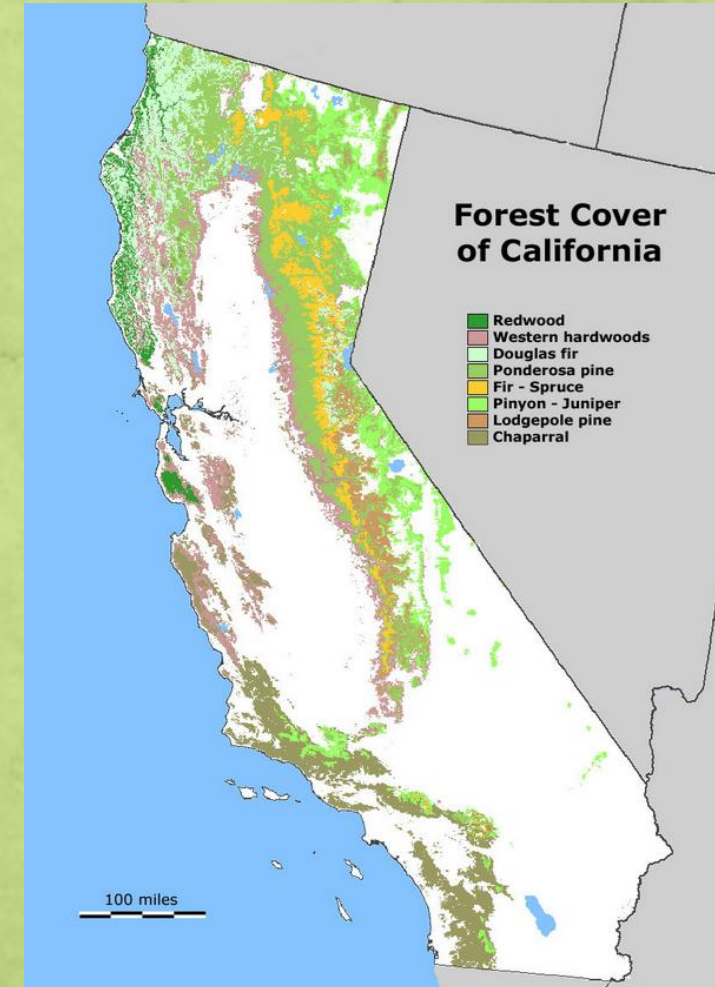 Forest Cover
of California
Redwood
Western hardwoods
Douglas fir
Ponderosa pine
Fir - Spruce
Pinyon - Juniper
Lodgepole pine
Chaparral
100 miles